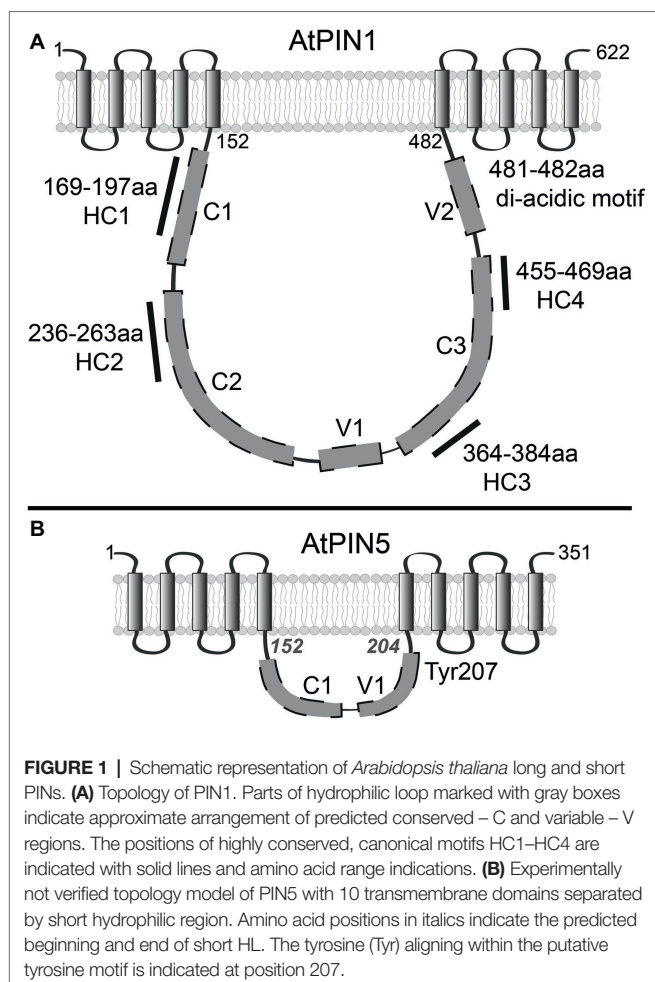 A
AtPIN1
1
622
152
482
481-482aa
di-acidic motif
169-197aa
HC1
C1
V2
455-469aa
HC4
236-263aa
HC2
C3
C2
V1
364-384aa
HC3
B
AtPIN5
1
351
152
204
Tyr207
C1
V1
FIGURE 1 | Schematic representation of Arabidopsis thaliana long and short
PINs. (A) Topology of PIN1. Parts of hydrophilic loop marked with gray boxes
indicate approximate arrangement of predicted conserved – C and variable – V
regions. The positions of highly conserved, canonical motifs HC1–HC4 are
indicated with solid lines and amino acid range indications. (B) Experimentally
not verified topology model of PIN5 with 10 transmembrane domains separated
by short hydrophilic region. Amino acid positions in italics indicate the predicted
beginning and end of short HL. The tyrosine (Tyr) aligning within the putative
tyrosine motif is indicated at position 207.